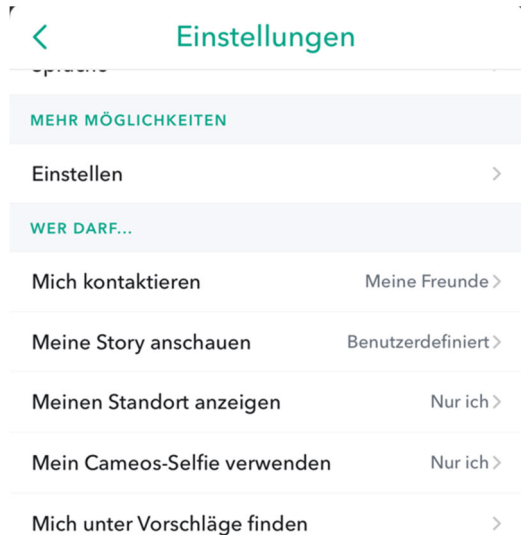 Einstellungen
Sprache
MEHR MÖGLICHKEITEN
Einstellen
WER DARF...
Mich kontaktieren Meine Freunde
Meine Story anschauen Benutzerdefiniert
Meinen Standort anzeigen Nur ich
Mein Cameos-Selfie verwenden Nur ich
Mich unter Vorschläge finden